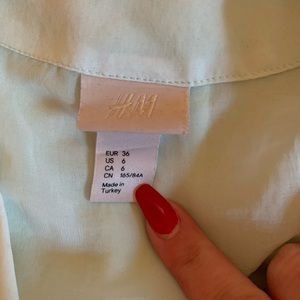 H&M
EUR 36
US 6
CA 6
CN 165/84A
Made in
Turkey